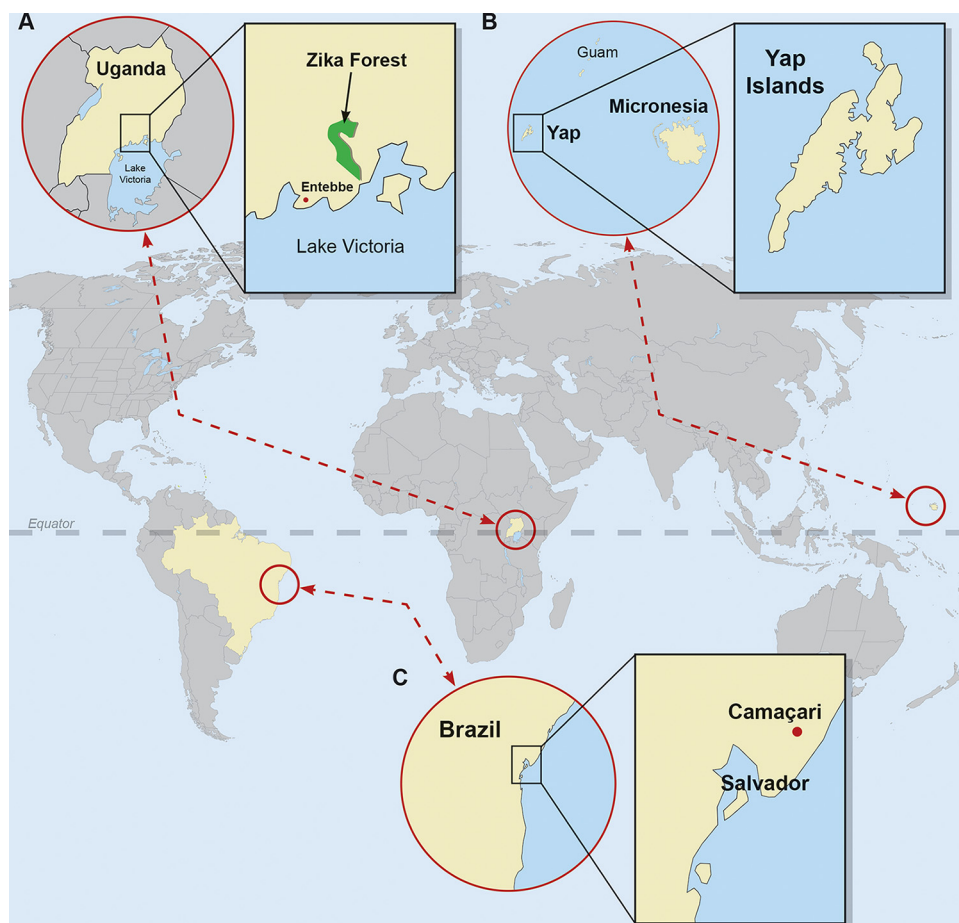 A
Uganda
Lake
Victoria
Zika Forest
Entebbe
Lake Victoria
B
Guam
Micronesia
Yap
Yap
Islands
Equator
C
Brazil
Camaçari
Salvador